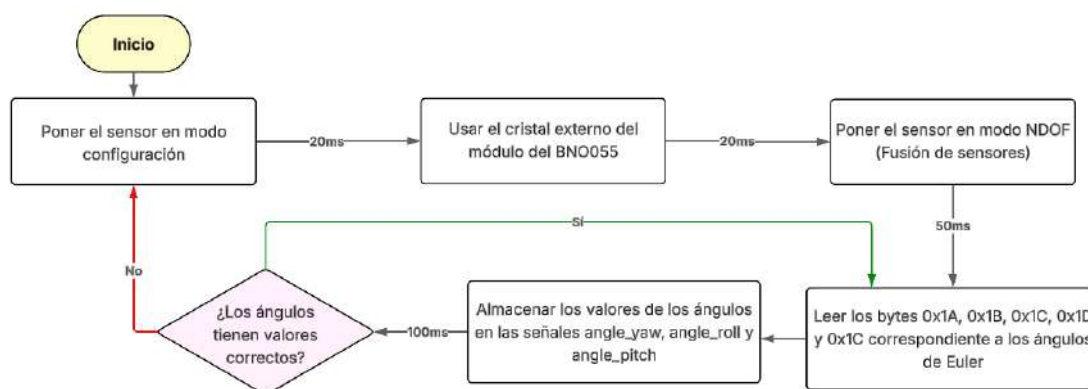 Inicio
Poner el sensor en modo
configuración
20ms
Usar el cristal externo del
módulo del BNO055
20ms
Poner el sensor en modo NDOF
(Fusión de sensores)
50ms
Sí
No
¿Los ángulos
tienen valores
correctos?
100ms
Almacenar los valores de los ángulos
en las señales angle_yaw, angle_roll y
angle_pitch
Leer los bytes 0x1A, 0x1B, 0x1C, 0x1D
y 0x1C correspondiente a los ángulos
de Euler